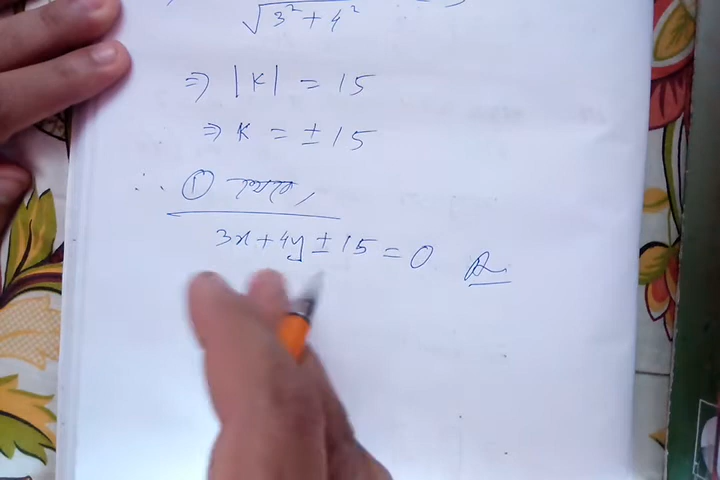 √3² + 4²
⇒ |K| = 15
⇒ K = ± 15
∴ ①
3x + 4y ± 15 = 0